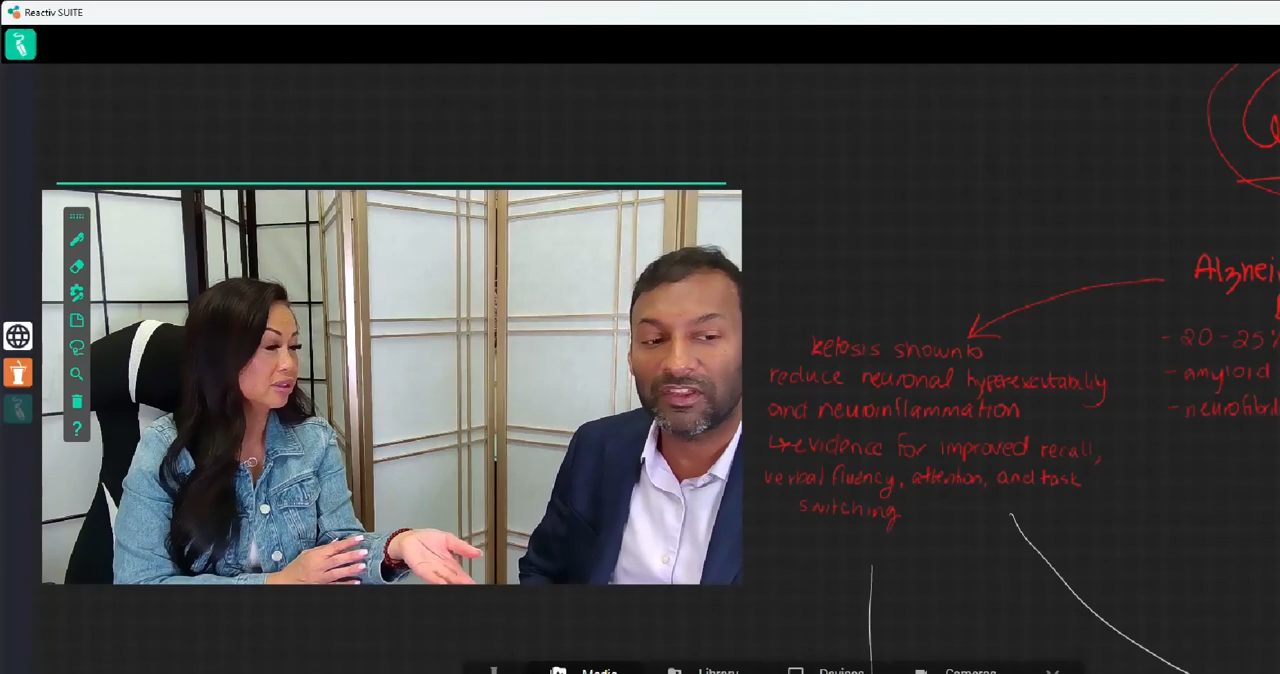 Reactiv SUITE
Alzhei
ketosis shown to
reduce neuronal hyperexcitability
and neuroinflammation
↳evidence for improved recall,
verbal fluency, attention, and task
switching
- 20-25%
- amyloid
- neurofibril
?
Media
Library
Devices
Cameras